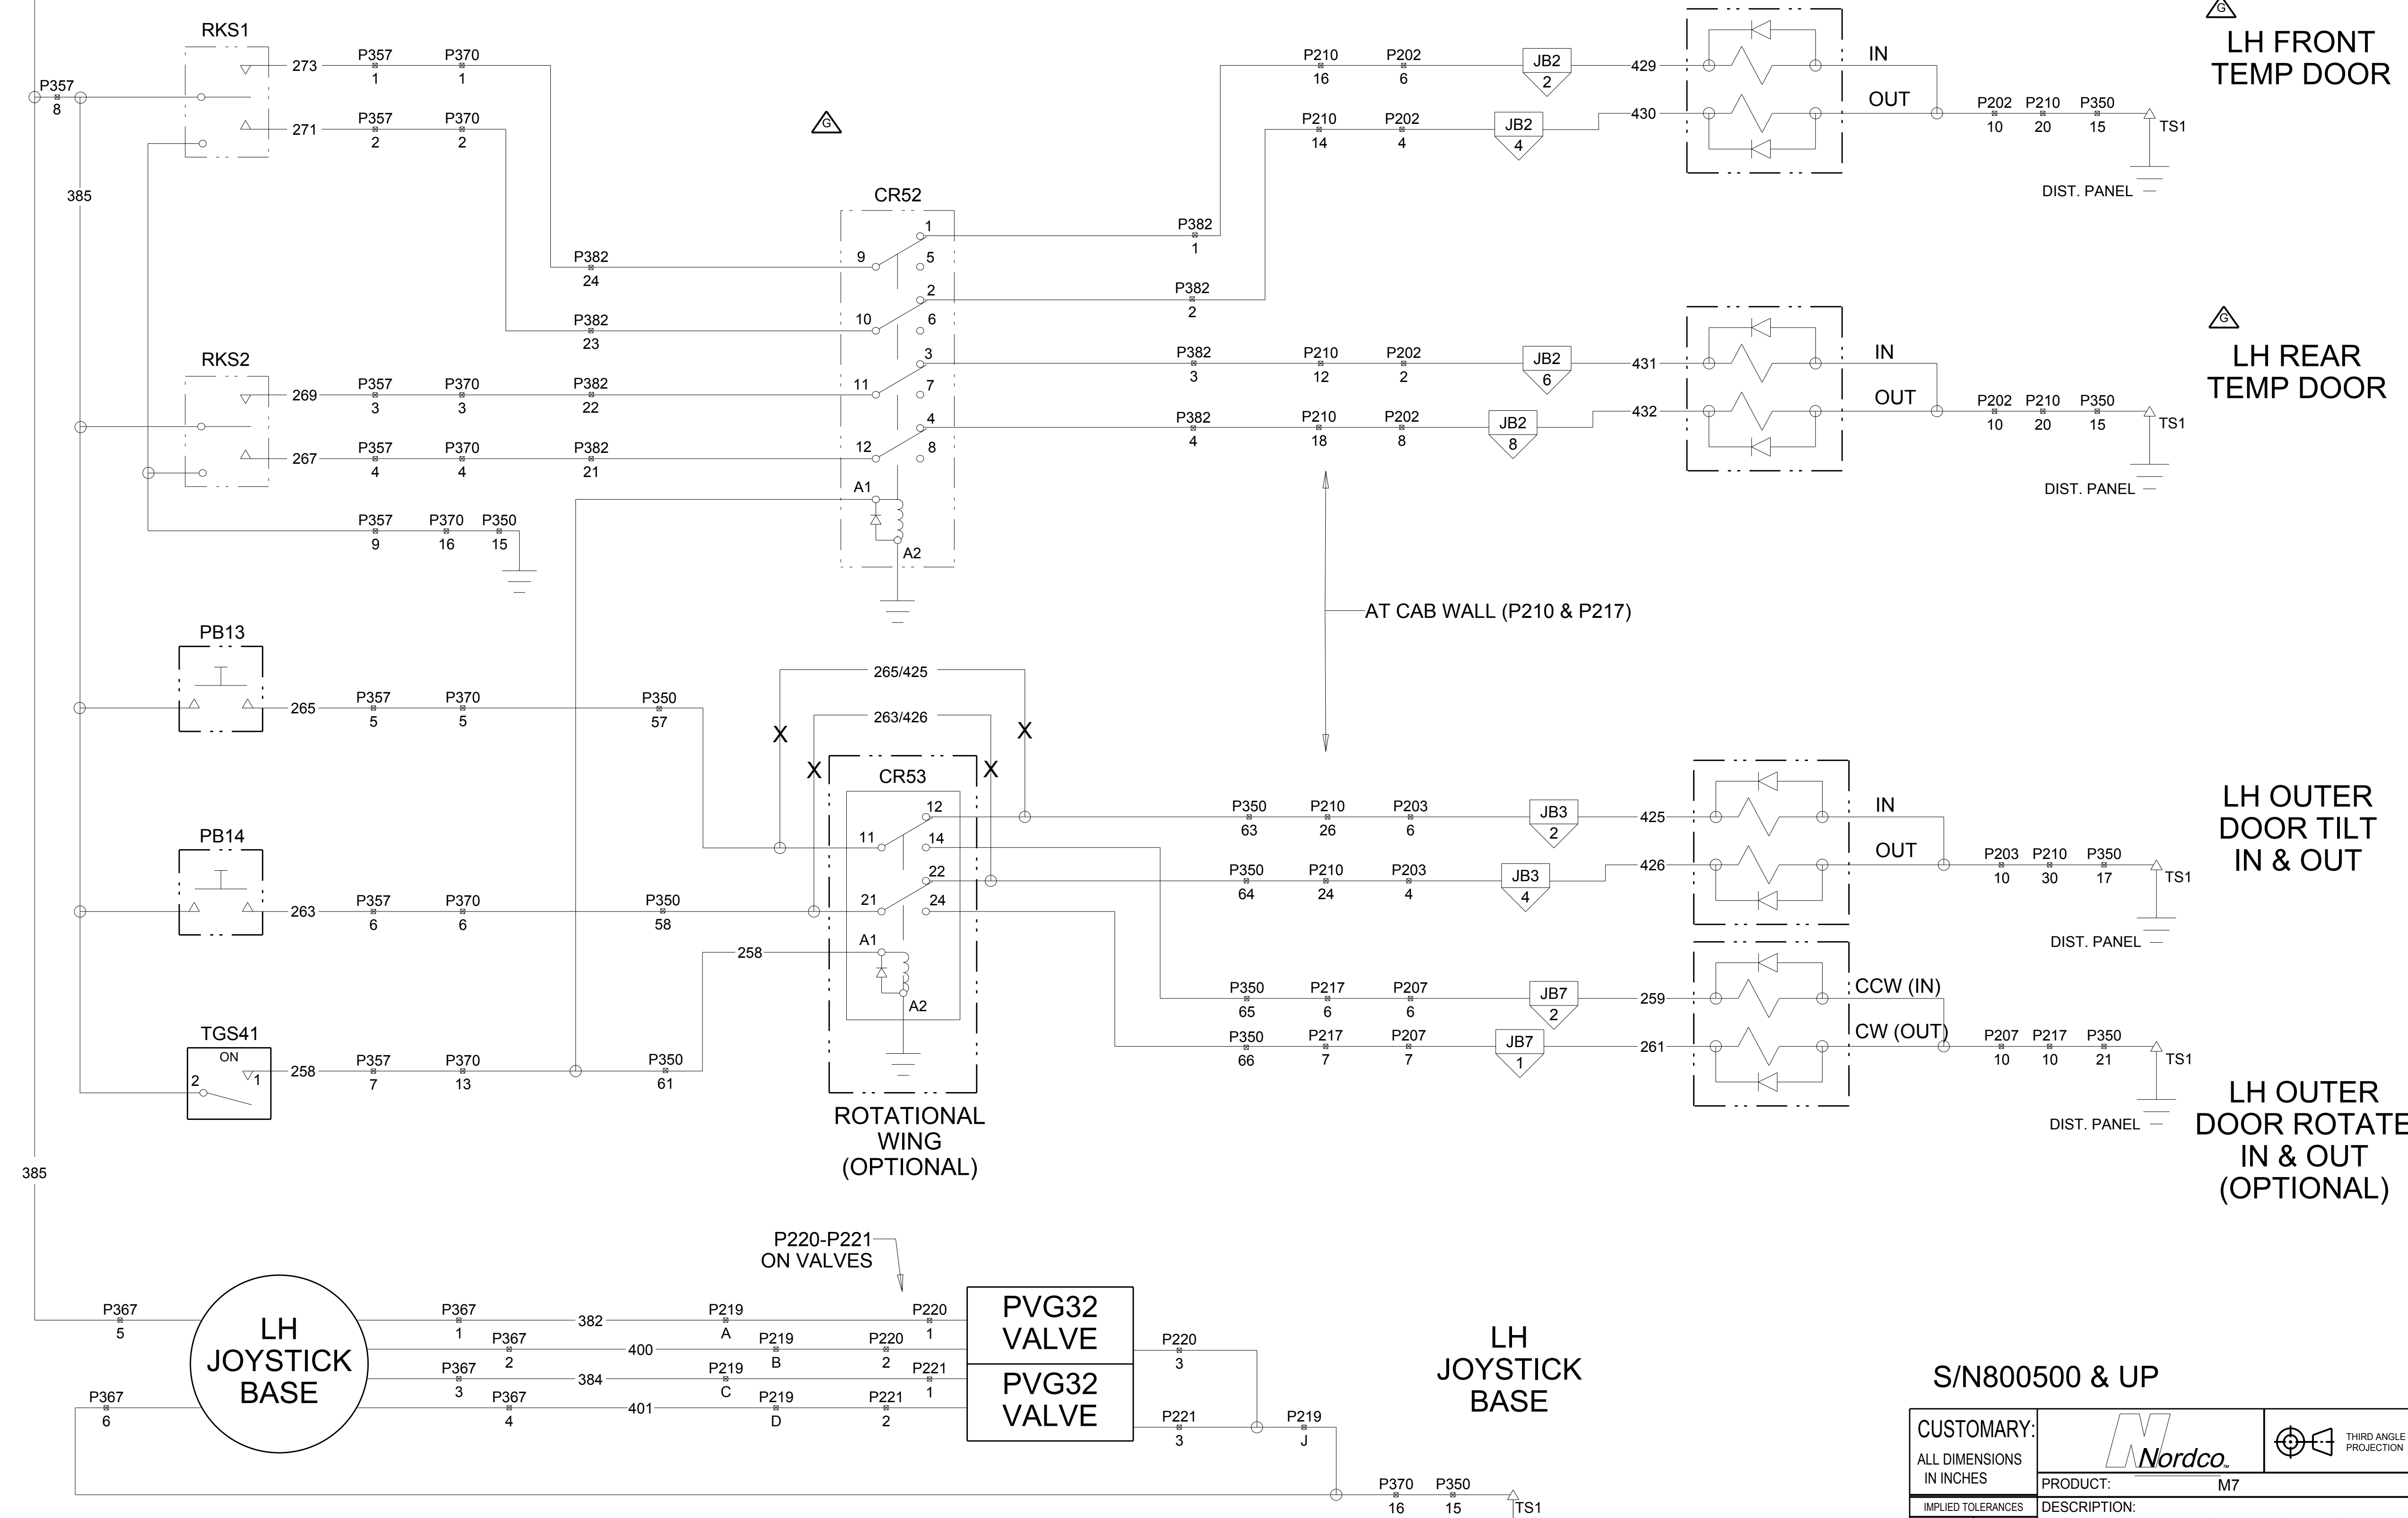 RKS1
273
P357
1
P370
1
P357
8
271
P357
2
P370
2
385
P382
24
P382
23
RKS2
269
P357
3
P370
3
P382
22
267
P357
4
P370
4
P382
21
P357
9
P370
16
P350
15
G
CR52
1
9
5
2
10
6
3
11
7
4
12
8
A1
A2
P382
1
P382
2
P382
3
P382
4
P210
16
P202
6
JB2
2
429
P210
14
P202
4
JB2
4
430
IN
OUT
P202
10
P210
20
P350
15
TS1
DIST. PANEL
G
LH FRONT
TEMP DOOR
P210
12
P202
2
JB2
6
431
P210
18
P202
8
JB2
8
432
IN
OUT
P202
10
P210
20
P350
15
TS1
DIST. PANEL
G
LH REAR
TEMP DOOR
AT CAB WALL (P210 & P217)
PB13
265
P357
5
P370
5
P350
57
265/425
263/426
X
X
X
X
PB14
263
P357
6
P370
6
P350
58
CR53
12
11
14
22
21
24
A1
258
A2
TGS41
ON
2
1
258
P357
7
P370
13
P350
61
ROTATIONAL
WING
(OPTIONAL)
P350
63
P210
26
P203
6
JB3
2
425
P350
64
P210
24
P203
4
JB3
4
426
IN
OUT
P203
10
P210
30
P350
17
TS1
DIST. PANEL
LH OUTER
DOOR TILT
IN & OUT
P350
65
P217
6
P207
6
JB7
2
259
P350
66
P217
7
P207
7
JB7
1
261
CCW (IN)
CW (OUT)
P207
10
P217
10
P350
21
TS1
DIST. PANEL
LH OUTER
DOOR ROTATE
IN & OUT
(OPTIONAL)
385
P220-P221
ON VALVES
P367
5
LH
JOYSTICK
BASE
P367
6
P367
1
382
P219
A
P220
1
P367
2
400
P219
B
P220
2
P367
3
384
P219
C
P221
1
P367
4
401
P219
D
P221
2
PVG32
VALVE
PVG32
VALVE
P220
3
P221
3
P219
J
P370
16
P350
15
TS1
LH
JOYSTICK
BASE
S/N800500 & UP
CUSTOMARY:
ALL DIMENSIONS
IN INCHES
IMPLIED TOLERANCES
Nordco™
THIRD ANGLE
PROJECTION
PRODUCT: M7
DESCRIPTION: